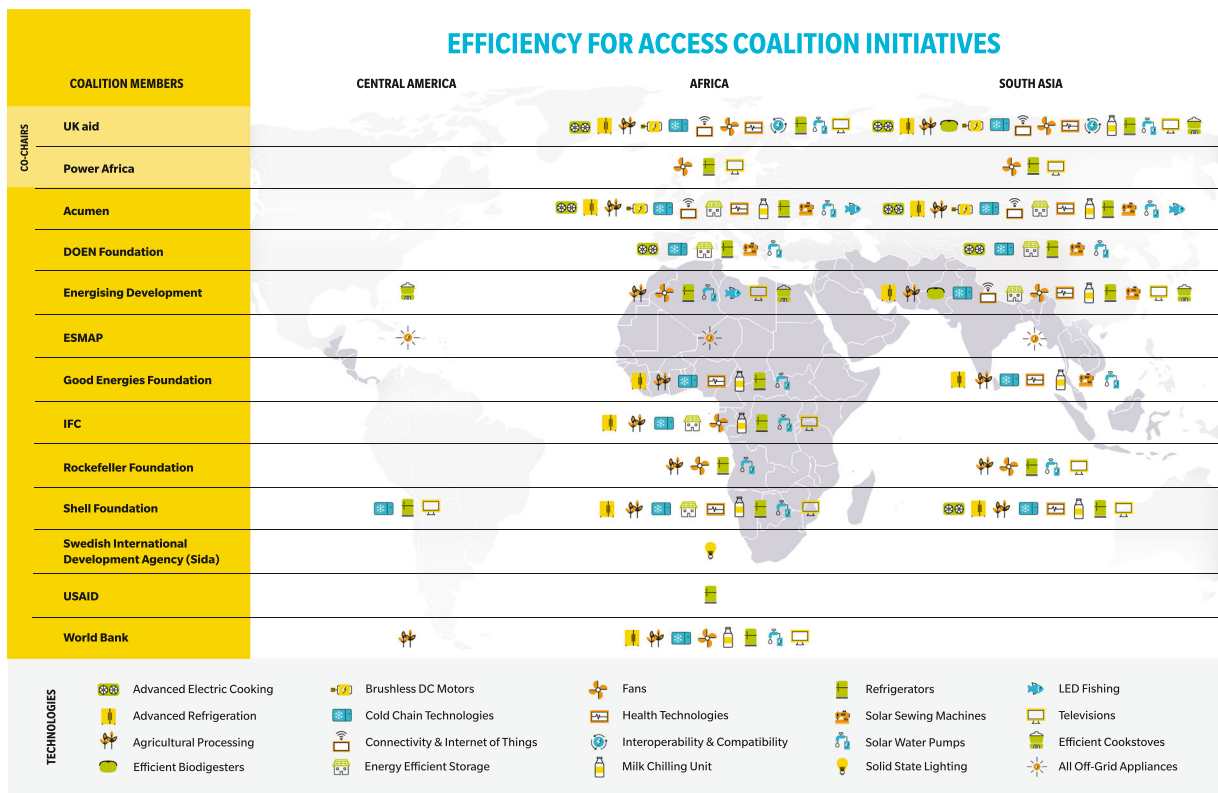 EFFICIENCY FOR ACCESS COALITION INITIATIVES
COALITION MEMBERS
CENTRAL AMERICA
AFRICA
SOUTH ASIA
CO-CHAIRS
UK aid
Power Africa
Acumen
DOEN Foundation
Energising Development
ESMAP
Good Energies Foundation
IFC
Rockefeller Foundation
Shell Foundation
Swedish International
Development Agency (Sida)
USAID
World Bank
TECHNOLOGIES
Advanced Electric Cooking
Advanced Refrigeration
Agricultural Processing
Efficient Biodigesters
Brushless DC Motors
Cold Chain Technologies
Connectivity & Internet of Things
Energy Efficient Storage
Fans
Health Technologies
Interoperability & Compatibility
Milk Chilling Unit
Refrigerators
Solar Sewing Machines
Solar Water Pumps
Solid State Lighting
LED Fishing
Televisions
Efficient Cookstoves
All Off-Grid Appliances